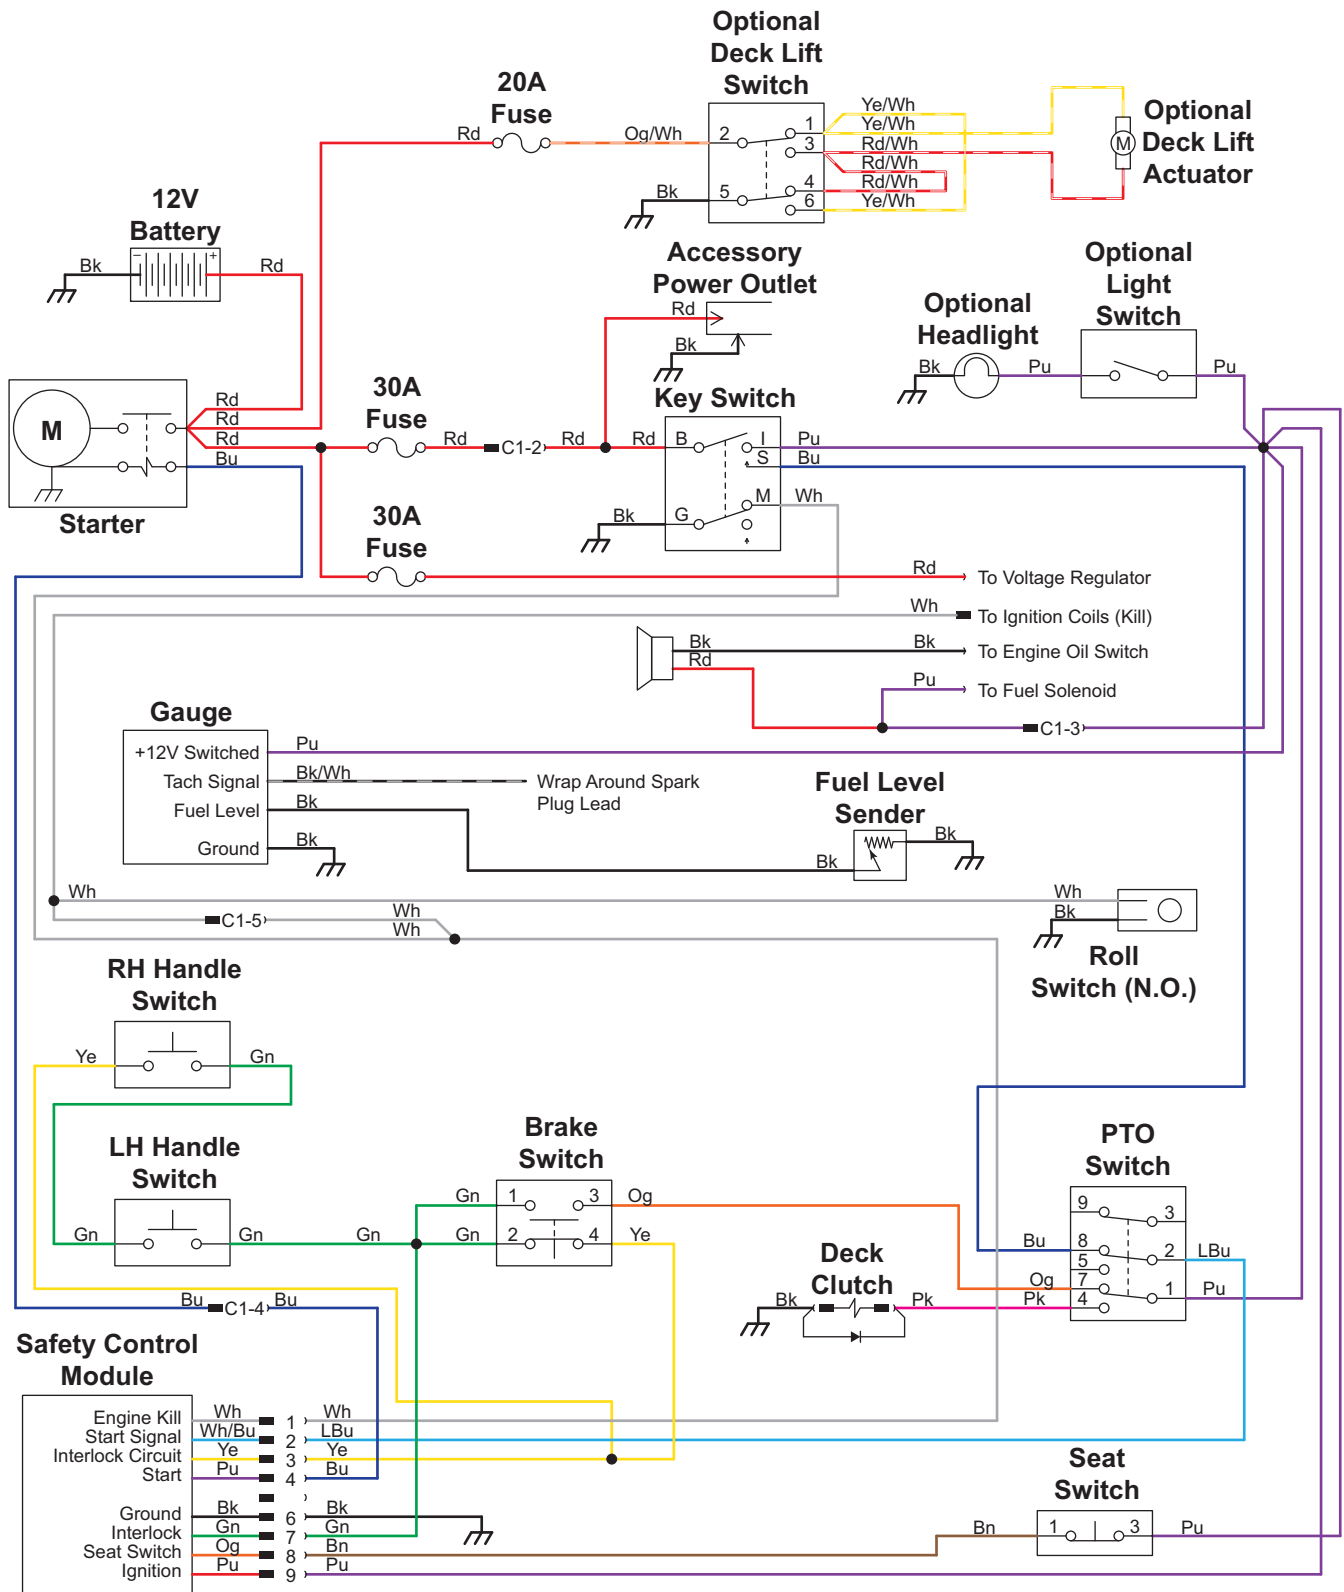 Optional
Deck Lift
Switch
20A
Fuse
Rd
Og/Wh
2
1
3
5
4
6
Ye/Wh
Ye/Wh
Rd/Wh
Rd/Wh
Rd/Wh
Ye/Wh
M
Optional
Deck Lift
Actuator
Bk
12V
Battery
Bk
−
+
Rd
Accessory
Power Outlet
Rd
Bk
Optional
Light
Switch
Optional
Headlight
Bk
Pu
Pu
30A
Fuse
Key Switch
M
Rd
Rd
Rd
Bu
Rd
C1-2
Rd
Rd
B
I
S
M
G
Pu
Bu
Wh
Bk
Starter
30A
Fuse
Rd
To Voltage Regulator
Wh
To Ignition Coils (Kill)
Bk
Bk
To Engine Oil Switch
Rd
Pu
To Fuel Solenoid
C1-3
Gauge
+12V Switched
Pu
Tach Signal
Bk/Wh
Wrap Around Spark
Plug Lead
Fuel Level
Bk
Ground
Bk
Fuel Level
Sender
Bk
Bk
Wh
Wh
Bk
C1-5
Wh
Wh
Roll
Switch (N.O.)
RH Handle
Switch
Ye
Gn
LH Handle
Switch
Gn
Gn
Gn
Brake
Switch
Gn
1
3
Og
Gn
2
4
Ye
PTO
Switch
9
3
8
2
5
7
1
4
Bu
LBu
Og
Pu
Pk
Deck
Clutch
Bk
Pk
Bu
C1-4
Bu
Safety Control
Module
Engine Kill
Wh
1
Wh
Start Signal
Wh/Bu
2
LBu
Interlock Circuit
Ye
3
Ye
Start
Pu
4
Bu
Ground
Bk
6
Bk
Interlock
Gn
7
Gn
Seat Switch
Og
8
Bn
Ignition
Pu
9
Pu
Seat
Switch
Bn
1
3
Pu